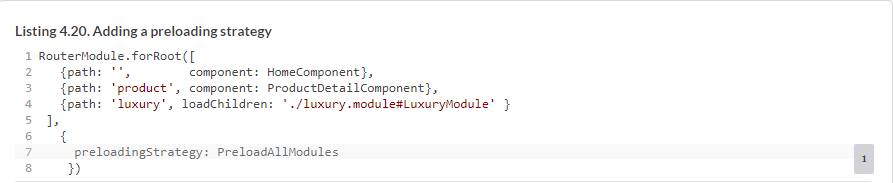 Listing 4.20. Adding a preloading strategy
1 RouterModule.forRoot([
2    {path: '',        component: HomeComponent},
3    {path: 'product', component: ProductDetailComponent},
4    {path: 'luxury', loadChildren: './luxury.module#LuxuryModule' }
5  ],
6    {
7      preloadingStrategy: PreloadAllModules 1
8     })